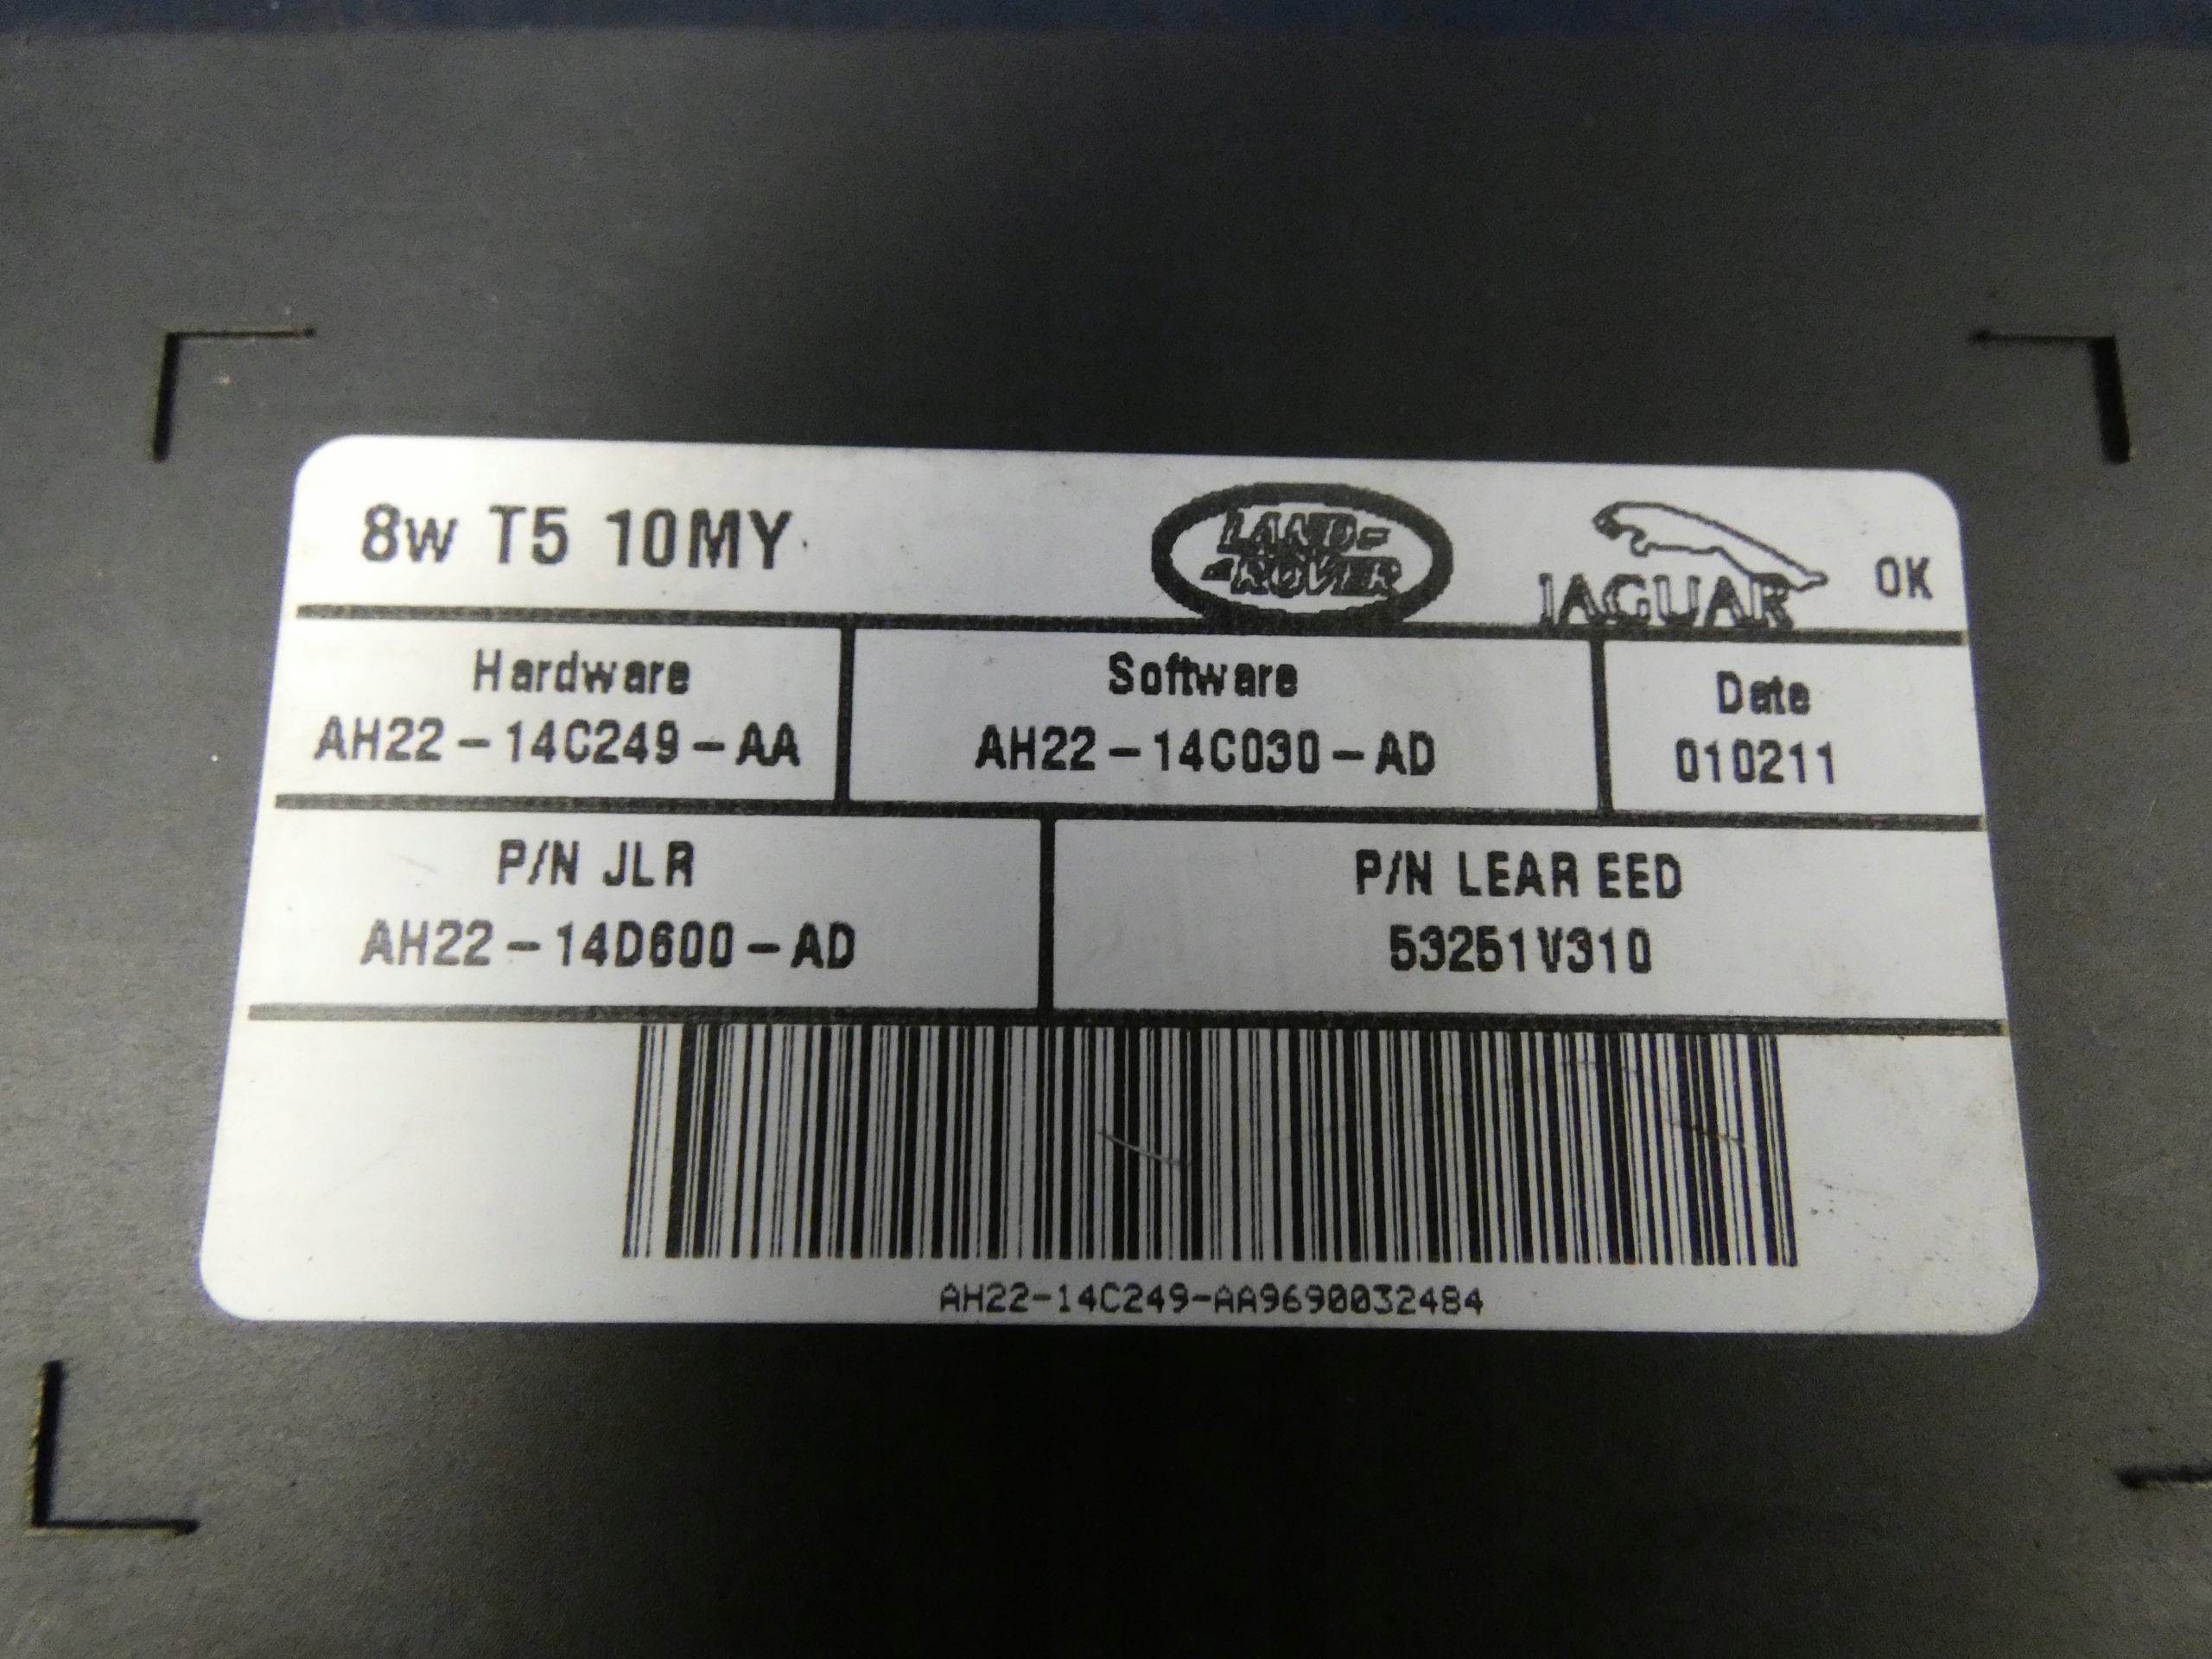 8w T5 10MY
LAND-
-ROVER
JAGUAR
OK
Hardware
AH22-14C249-AA
Software
AH22-14C030-AD
Date
010211
P/N JLR
AH22-14D600-AD
P/N LEAR EED
53251V310
AH22-14C249-AA9690032484